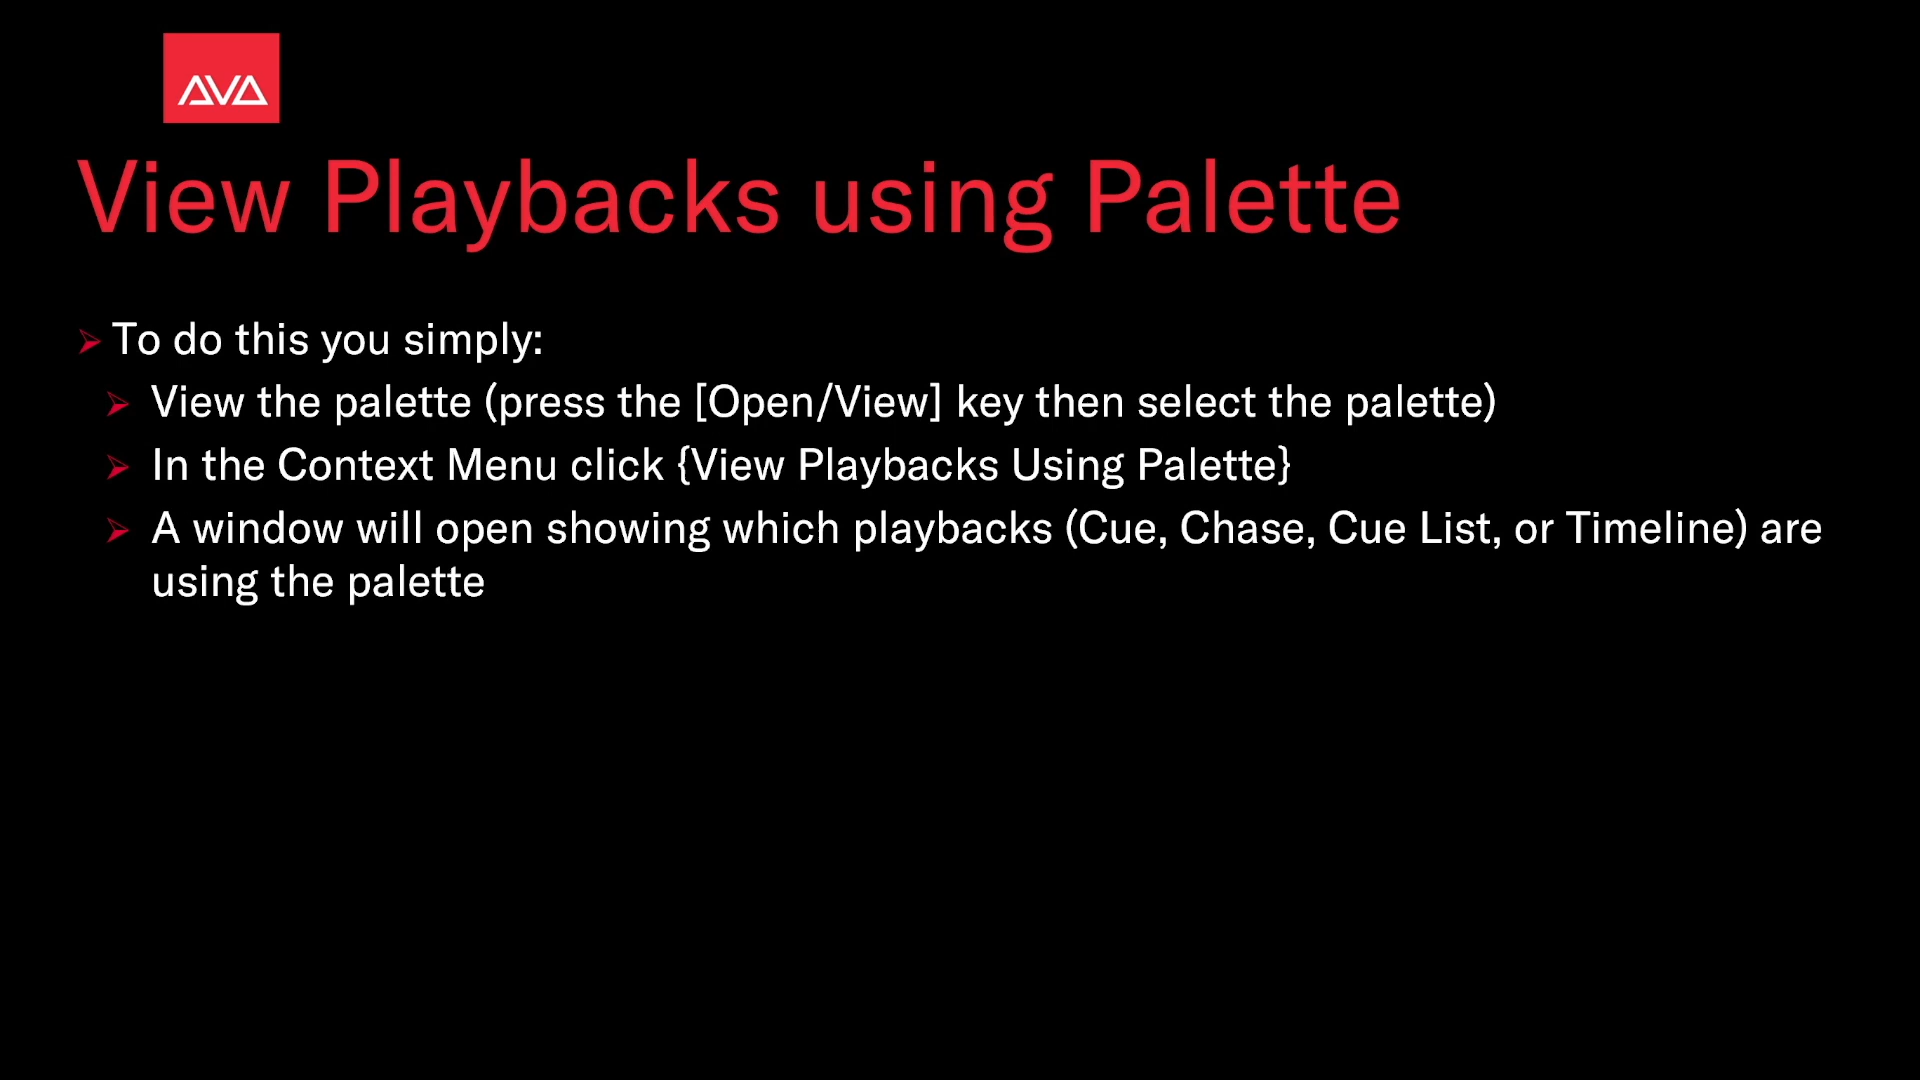 AVA
View Playbacks using Palette
To do this you simply:
View the palette (press the [Open/View] key then select the palette)
In the Context Menu click {View Playbacks Using Palette}
A window will open showing which playbacks (Cue, Chase, Cue List, or Timeline) are
using the palette